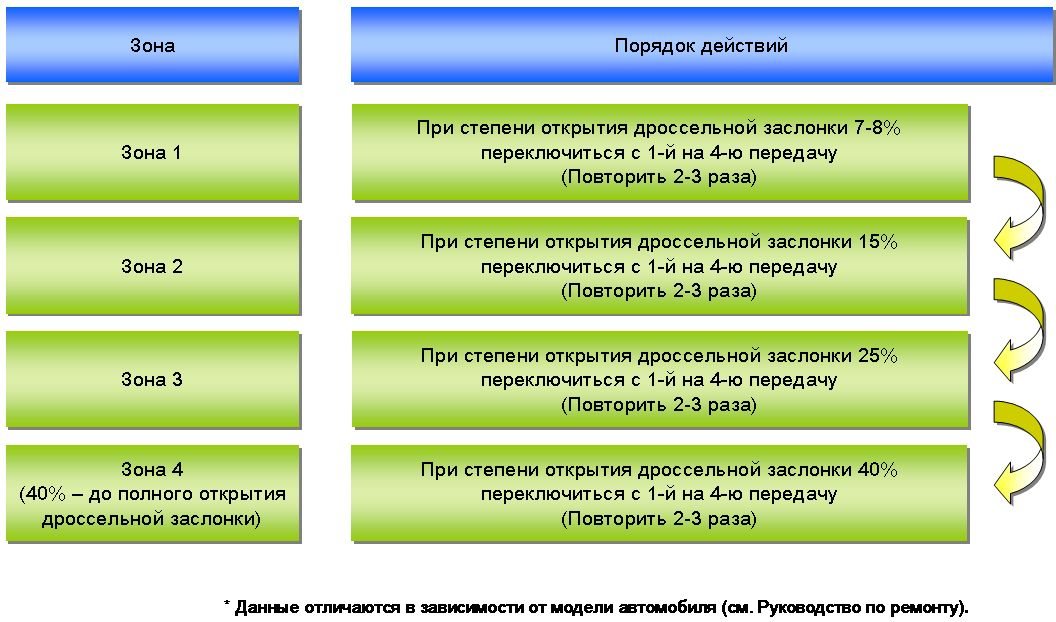 Зона
Порядок действий
Зона 1
При степени открытия дроссельной заслонки 7-8%
переключиться с 1-й на 4-ю передачу
(Повторить 2-3 раза)
Зона 2
При степени открытия дроссельной заслонки 15%
переключиться с 1-й на 4-ю передачу
(Повторить 2-3 раза)
Зона 3
При степени открытия дроссельной заслонки 25%
переключиться с 1-й на 4-ю передачу
(Повторить 2-3 раза)
Зона 4
(40% – до полного открытия
дроссельной заслонки)
При степени открытия дроссельной заслонки 40%
переключиться с 1-й на 4-ю передачу
(Повторить 2-3 раза)
* Данные отличаются в зависимости от модели автомобиля (см. Руководство по ремонту).